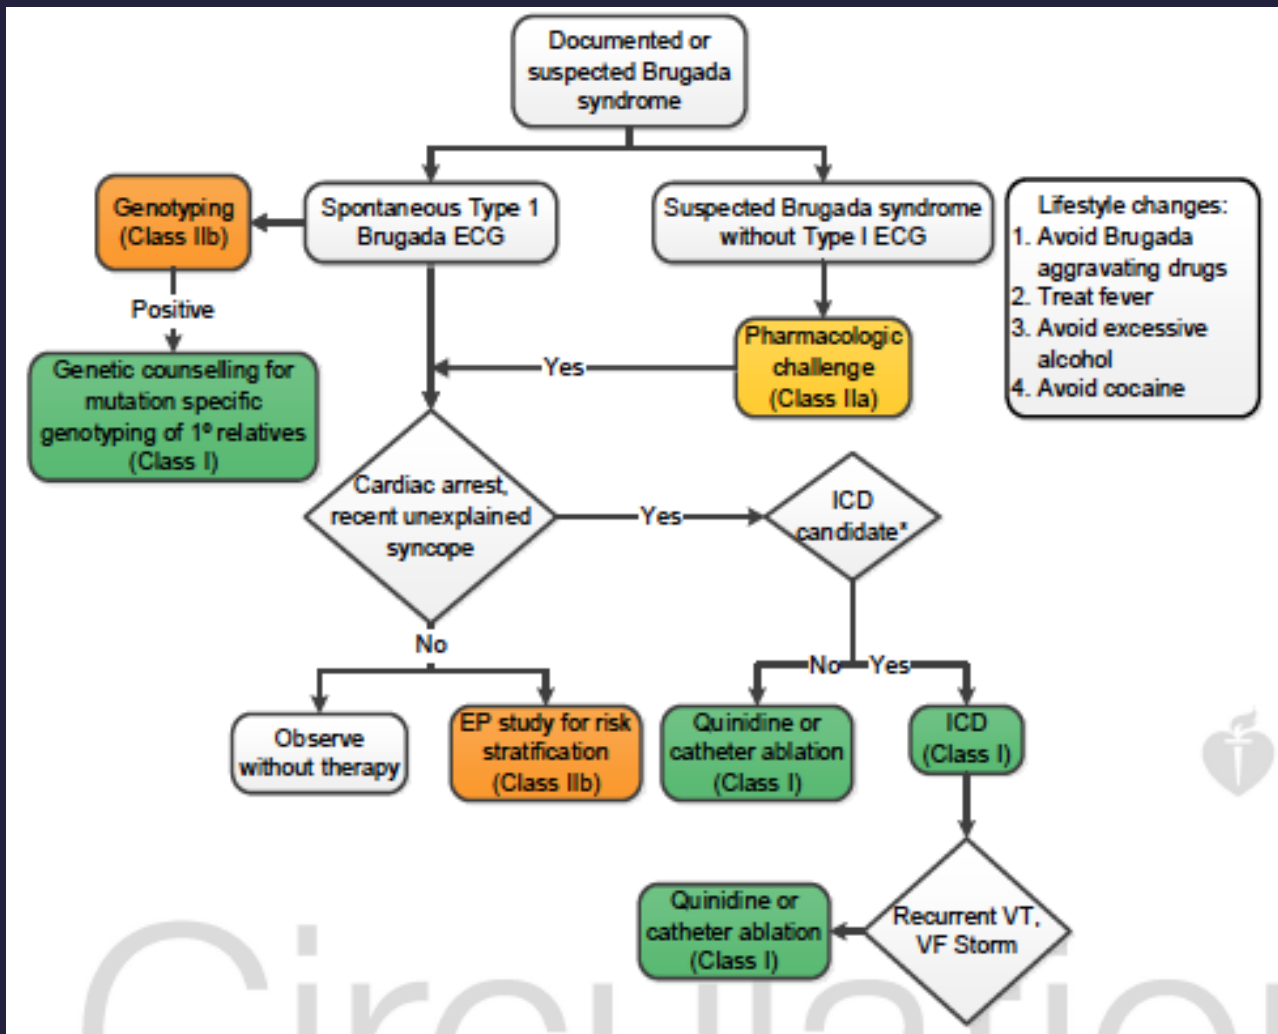 Documented or
suspected Brugada
syndrome
Genotyping
(Class IIb)
Spontaneous Type 1
Brugada ECG
Suspected Brugada syndrome
without Type I ECG
Lifestyle changes:
1. Avoid Brugada
aggravating drugs
2. Treat fever
3. Avoid excessive
alcohol
4. Avoid cocaine
Positive
Genetic counselling for
mutation specific
genotyping of 1º relatives
(Class I)
Yes
Pharmacologic
challenge
(Class IIa)
Cardiac arrest,
recent unexplained
syncope
Yes
ICD
candidate*
No
No
Yes
Observe
without therapy
EP study for risk
stratification
(Class IIb)
Quinidine or
catheter ablation
(Class I)
ICD
(Class I)
Quinidine or
catheter ablation
(Class I)
Recurrent VT,
VF Storm
Circulation